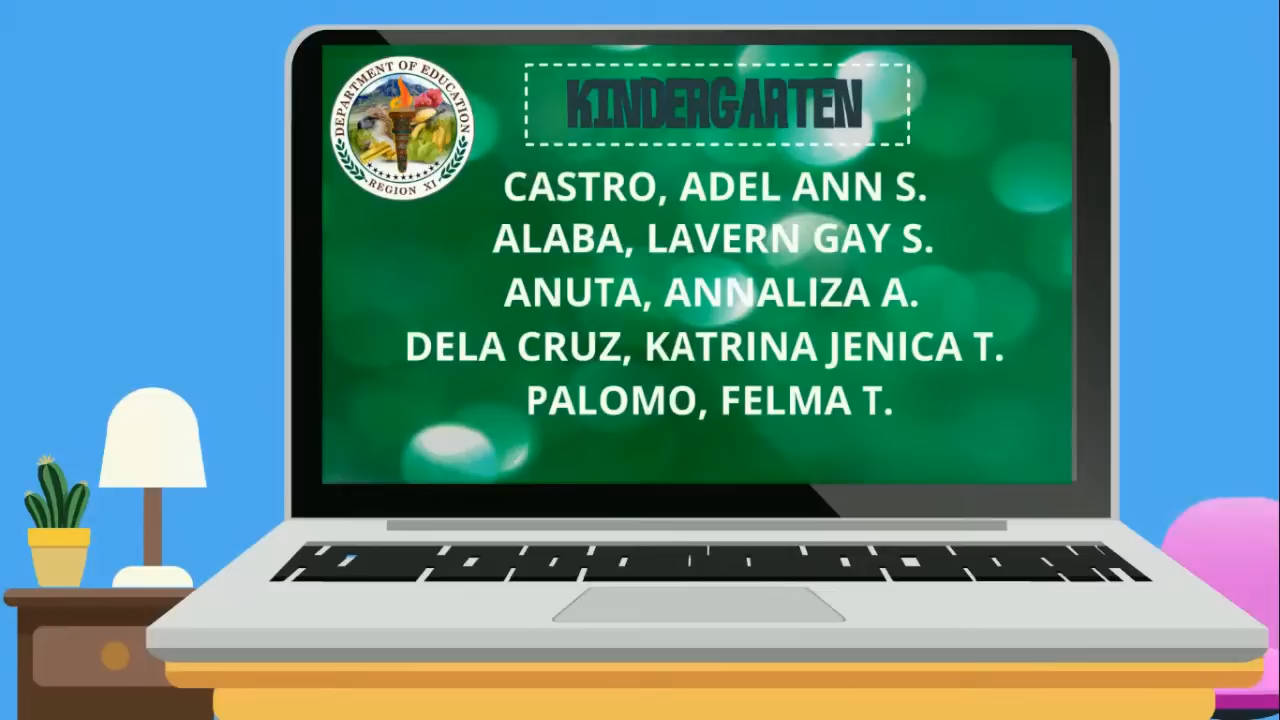 DEPARTMENT OF EDUCATION
REGION XI
KINDERGARTEN
CASTRO, ADEL ANN S.
ALABA, LAVERN GAY S.
ANUTA, ANNALIZA A.
DELA CRUZ, KATRINA JENICA T.
PALOMO, FELMA T.